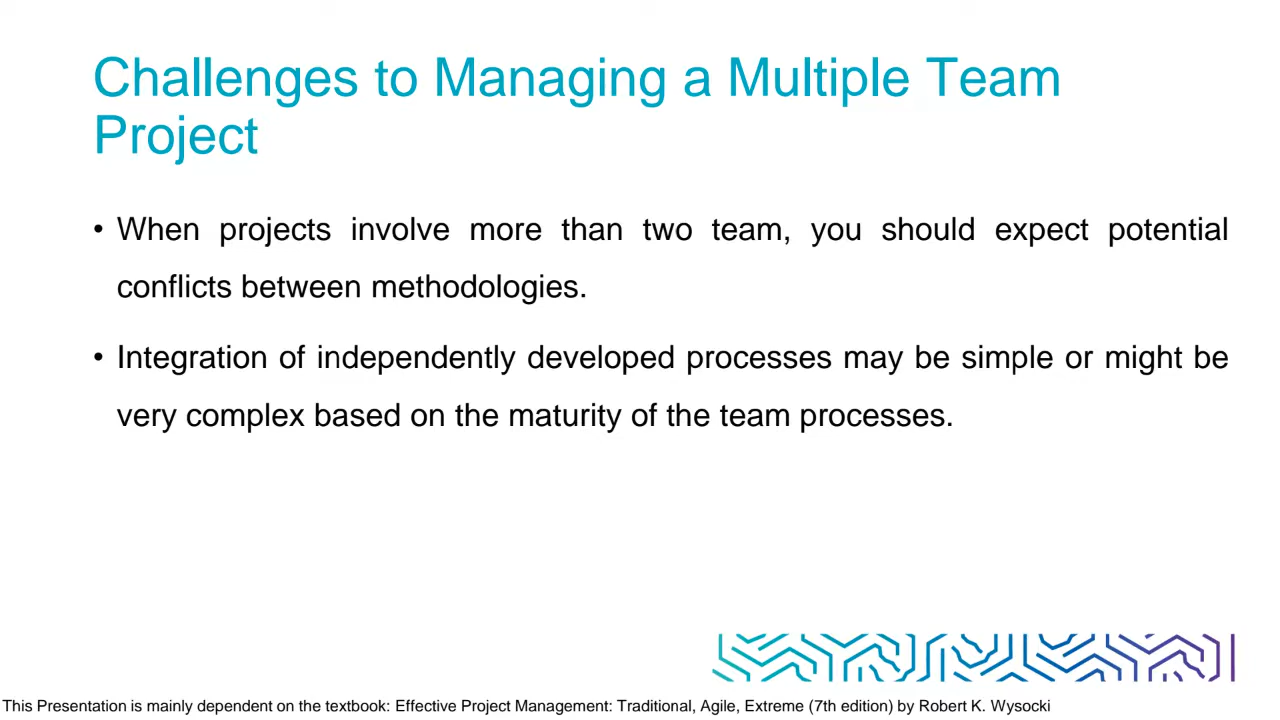 Challenges to Managing a Multiple Team
Project
• When projects involve more than two team, you should expect potential
conflicts between methodologies.
• Integration of independently developed processes may be simple or might be
very complex based on the maturity of the team processes.
This Presentation is mainly dependent on the textbook: Effective Project Management: Traditional, Agile, Extreme (7th edition) by Robert K. Wysocki